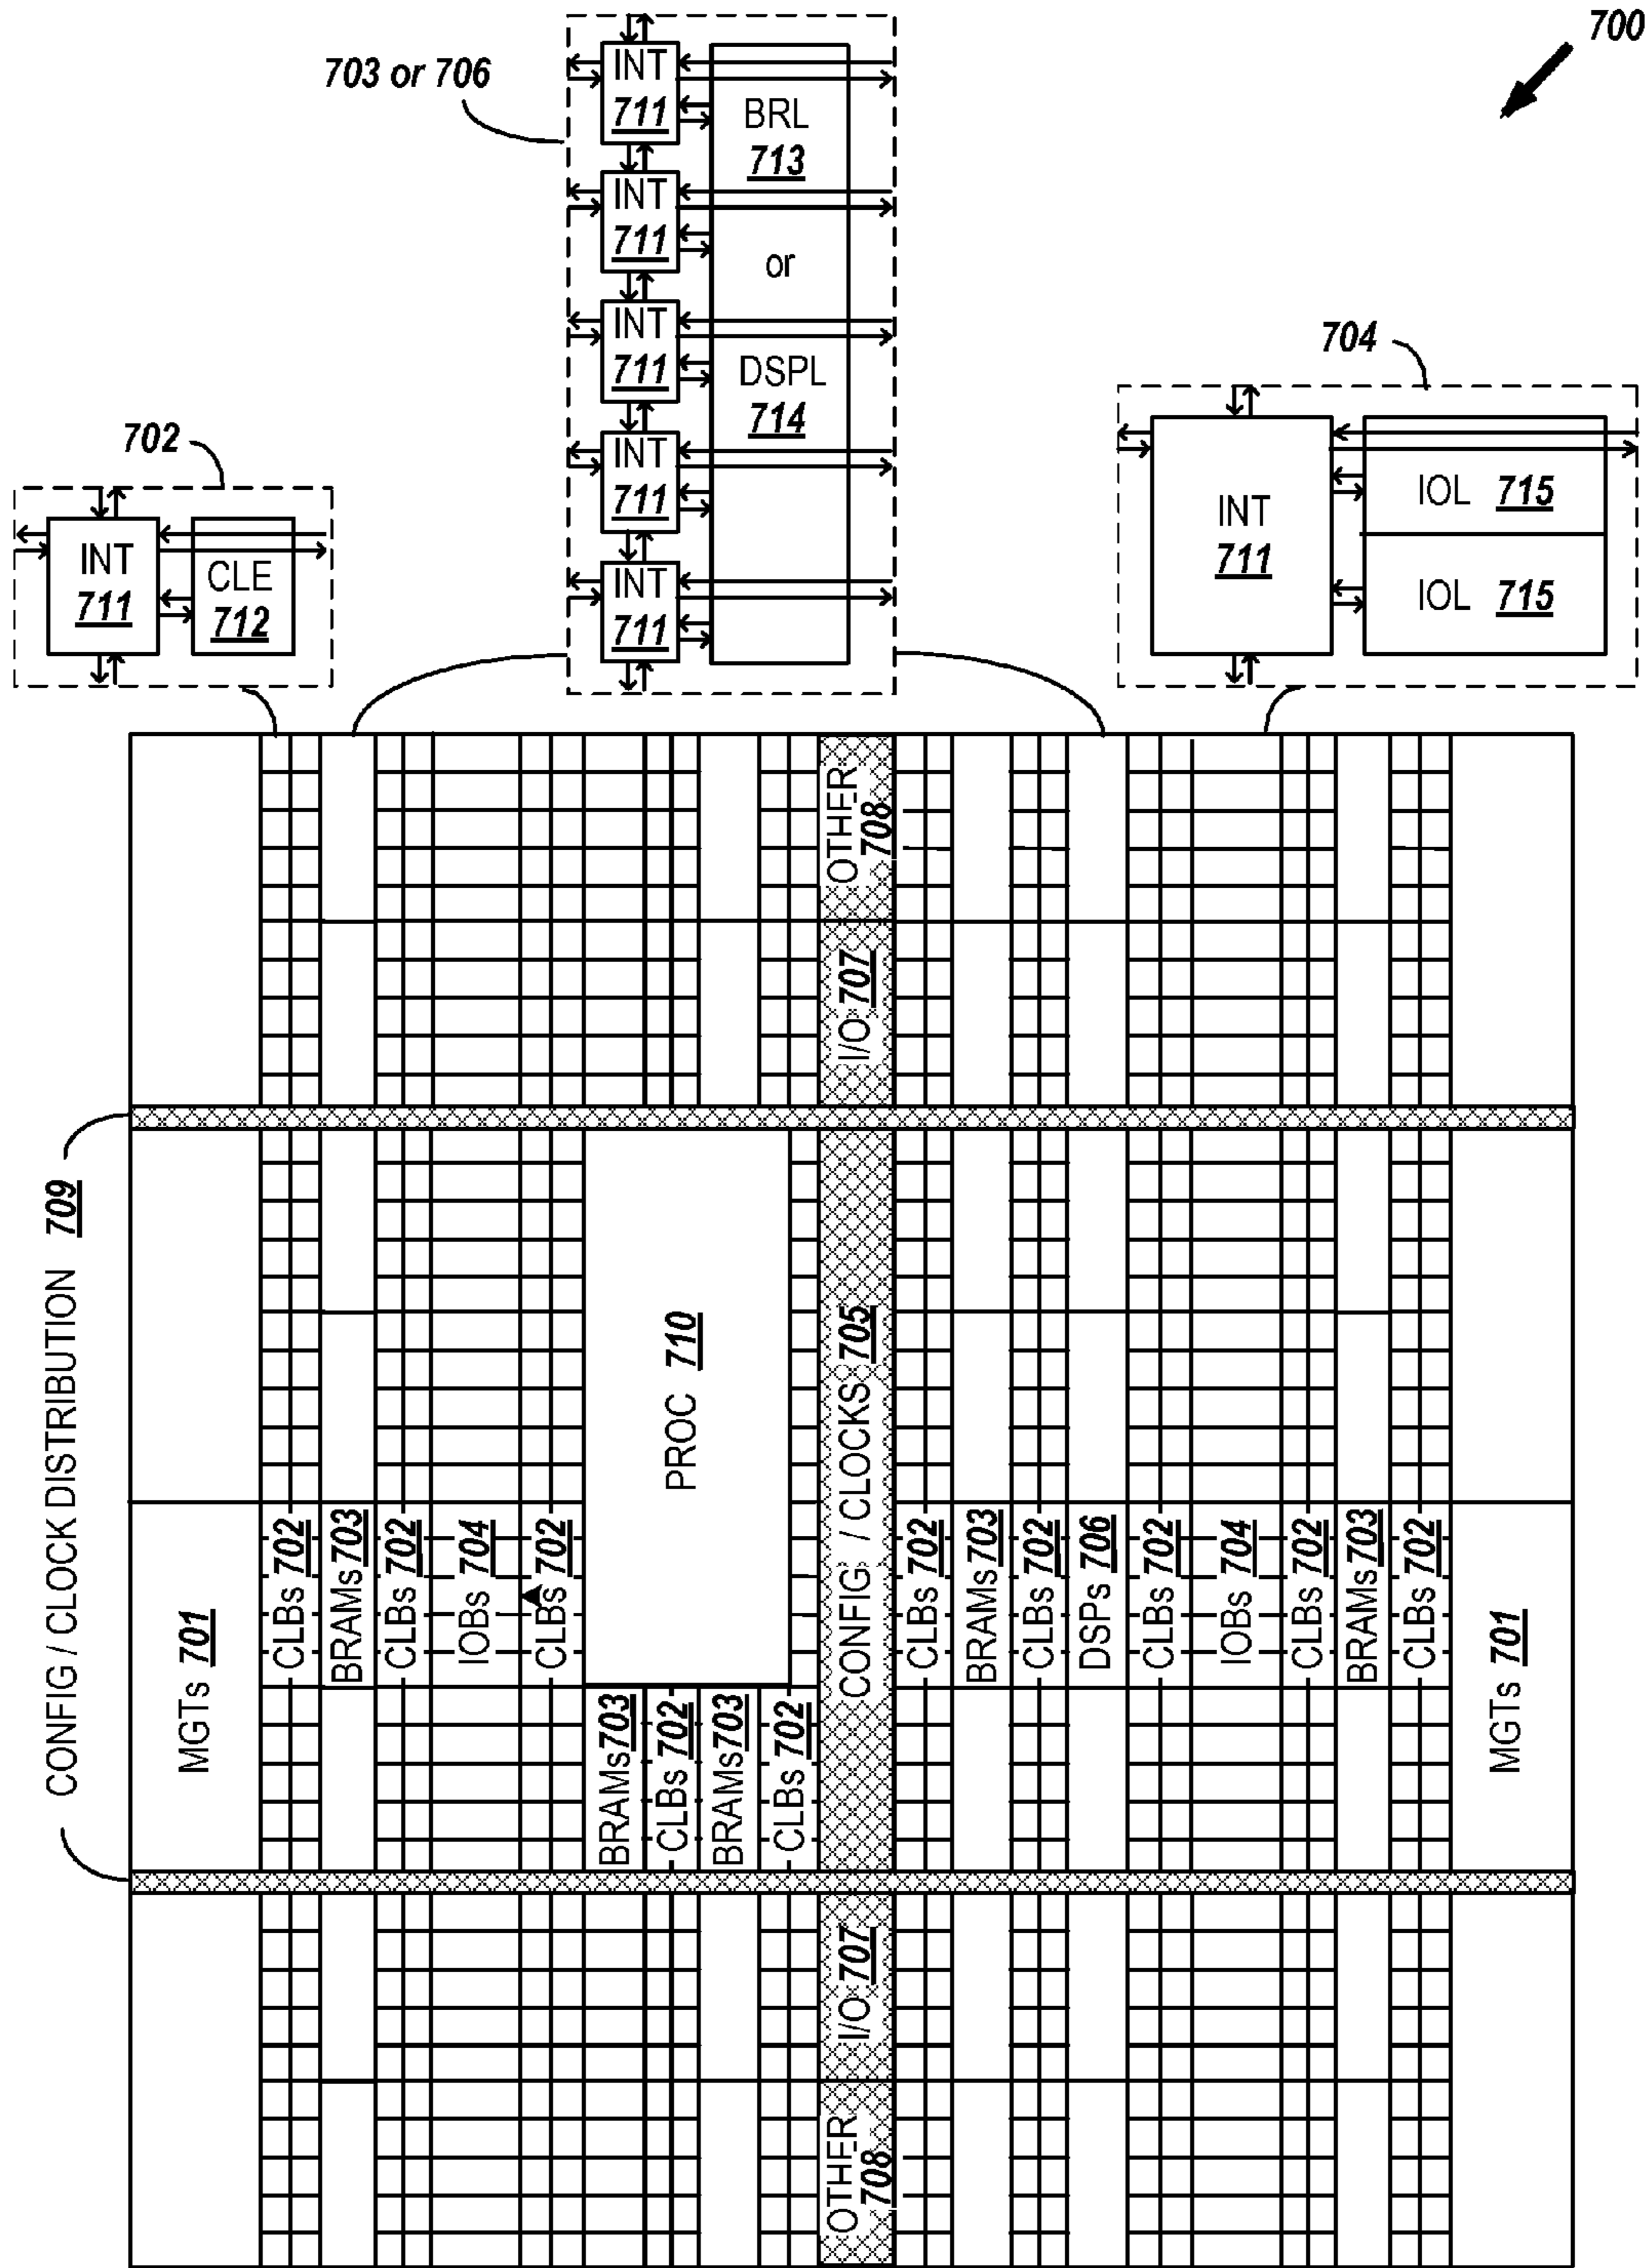 700
703 or 706
INT
711
INT
711
INT
711
INT
711
INT
711
BRL
713
or
DSPL
714
704
INT
711
IOL 715
IOL 715
702
INT
711
CLE
712
CONFIG / CLOCK DISTRIBUTION 709
OTHER
708
I/O 707
MGTs 701
CLBs 702
BRAMs 703
CLBs 702
IOBs 704
CLBs 702
PROC 710
BRAMs 703
CLBs 702
BRAMs 703
CLBs 702
CONFIG / CLOCKS 705
CLBs 702
BRAMs 703
CLBs 702
DSPs 706
CLBs 702
IOBs 704
CLBs 702
BRAMs 703
CLBs 702
MGTs 701
I/O 707
OTHER
708